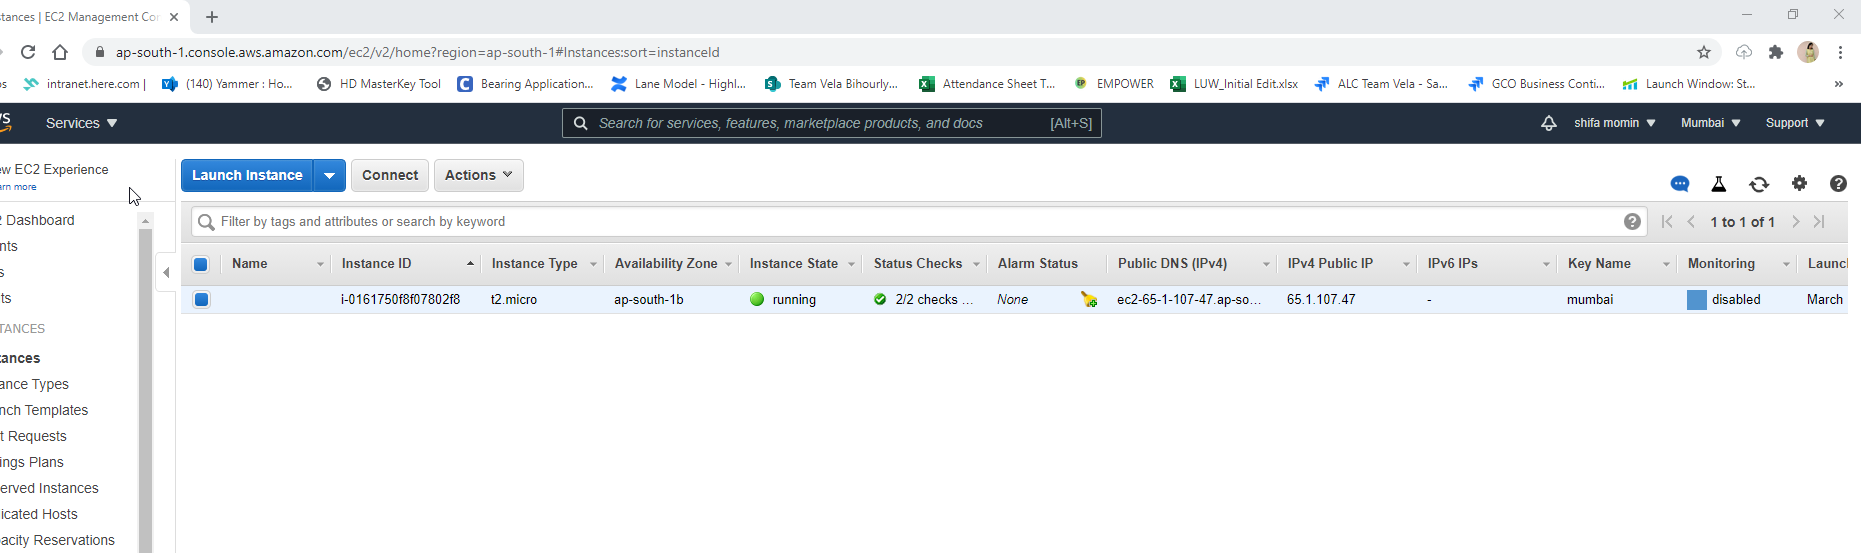 tances | EC2 Management Con
ap-south-1.console.aws.amazon.com/ec2/v2/home?region=ap-south-1#Instances:sort=instanceId
os intranet.here.com | (140) Yammer : Ho... HD MasterKey Tool Bearing Application... Lane Model - Highl... Team Vela Bihourly... Attendance Sheet T... EMPOWER LUW_Initial Edit.xlsx ALC Team Vela - Sa... GCO Business Conti... Launch Window: St... »
Services Search for services, features, marketplace products, and docs [Alt+S] shifa momin Mumbai Support
ew EC2 Experience
arn more
Launch Instance Connect Actions
2 Dashboard
nts
s
ts
TANCES
tances
ance Types
nch Templates
t Requests
ings Plans
erved Instances
icated Hosts
pacity Reservations
Filter by tags and attributes or search by keyword 1 to 1 of 1
Name Instance ID Instance Type Availability Zone Instance State Status Checks Alarm Status Public DNS (IPv4) IPv4 Public IP IPv6 IPs Key Name Monitoring Launc
i-0161750f8f07802f8 t2.micro ap-south-1b running 2/2 checks ... None ec2-65-1-107-47.ap-so... 65.1.107.47 - mumbai disabled March